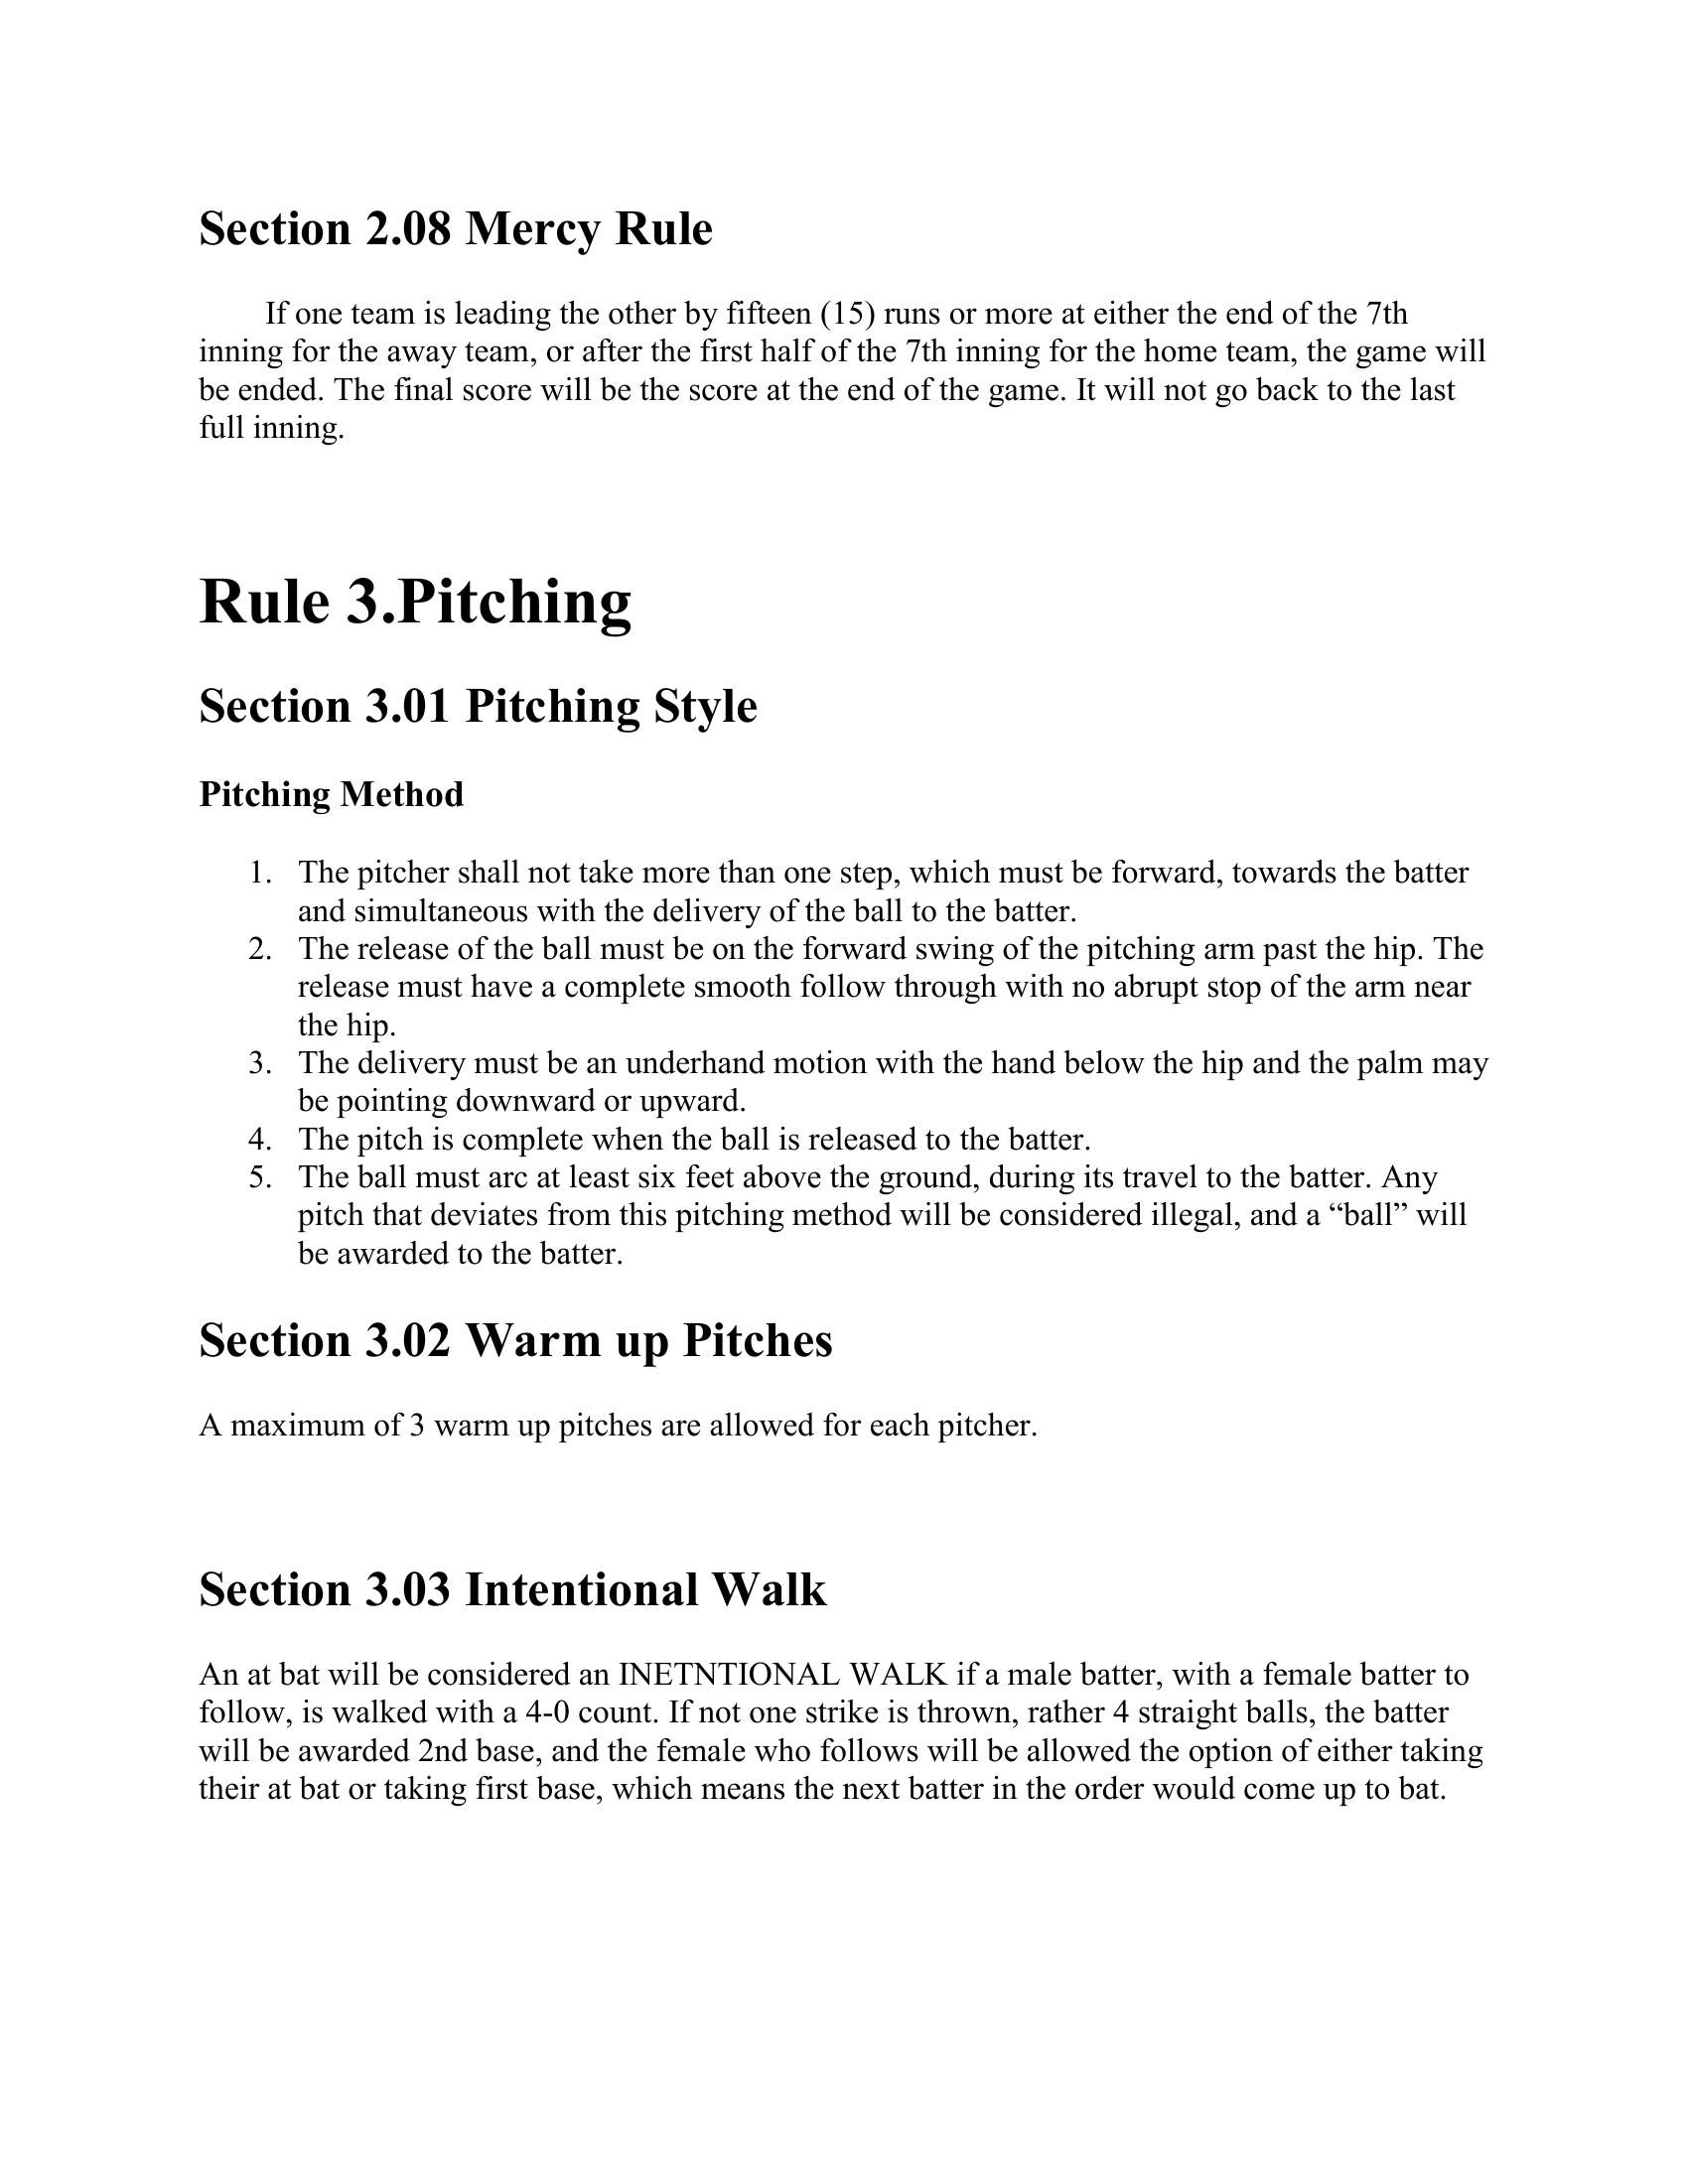 Section 2.08 Mercy Rule
If one team is leading the other by fifteen (15) runs or more at either the end of the 7th
inning for the away team, or after the first half of the 7th inning for the home team, the game will
be ended. The final score will be the score at the end of the game. It will not go back to the last
full inning.
Rule 3.Pitching
Section 3.01 Pitching Style
Pitching Method
1. The pitcher shall not take more than one step, which must be forward, towards the batter
and simultaneous with the delivery of the ball to the batter.
2. The release of the ball must be on the forward swing of the pitching arm past the hip. The
release must have a complete smooth follow through with no abrupt stop of the arm near
the hip.
3. The delivery must be an underhand motion with the hand below the hip and the palm may
be pointing downward or upward.
4. The pitch is complete when the ball is released to the batter.
5. The ball must arc at least six feet above the ground, during its travel to the batter. Any
pitch that deviates from this pitching method will be considered illegal, and a “ball” will
be awarded to the batter.
Section 3.02 Warm up Pitches
A maximum of 3 warm up pitches are allowed for each pitcher.
Section 3.03 Intentional Walk
An at bat will be considered an INETNTIONAL WALK if a male batter, with a female batter to
follow, is walked with a 4-0 count. If not one strike is thrown, rather 4 straight balls, the batter
will be awarded 2nd base, and the female who follows will be allowed the option of either taking
their at bat or taking first base, which means the next batter in the order would come up to bat.